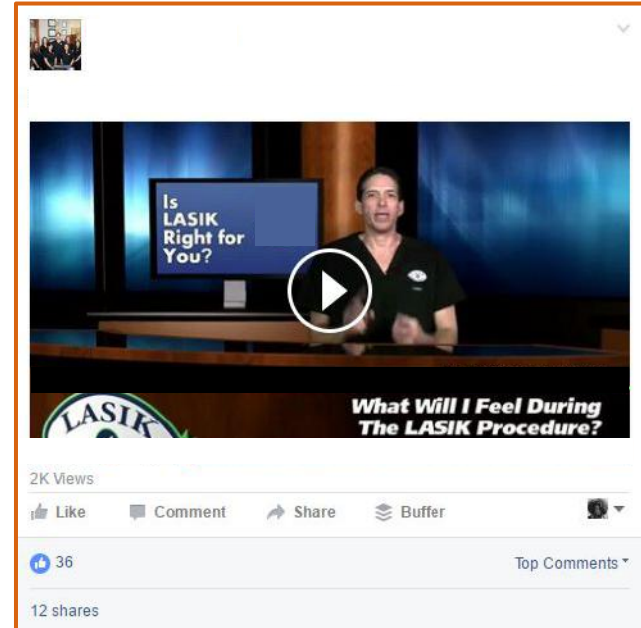 Is
LASIK
Right for
You?
LASIK
What Will I Feel During
The LASIK Procedure?
2K Views
Like Comment Share Buffer
36 Top Comments
12 shares